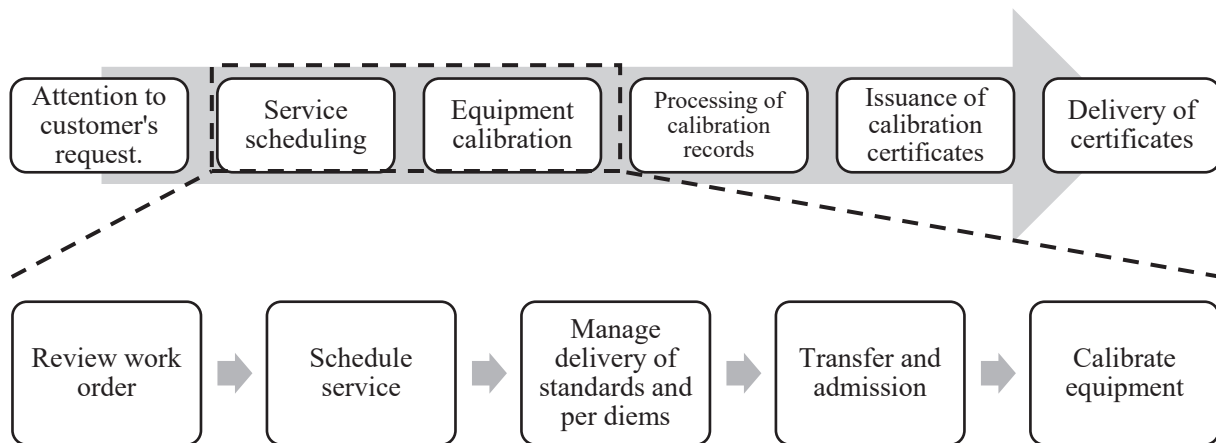 Attention to
customer's
request.
Service
scheduling
Equipment
calibration
Processing of
calibration
records
Issuance of
calibration
certificates
Delivery of
certificates
Review work
order
Schedule
service
Manage
delivery of
standards and
per diems
Transfer and
admission
Calibrate
equipment